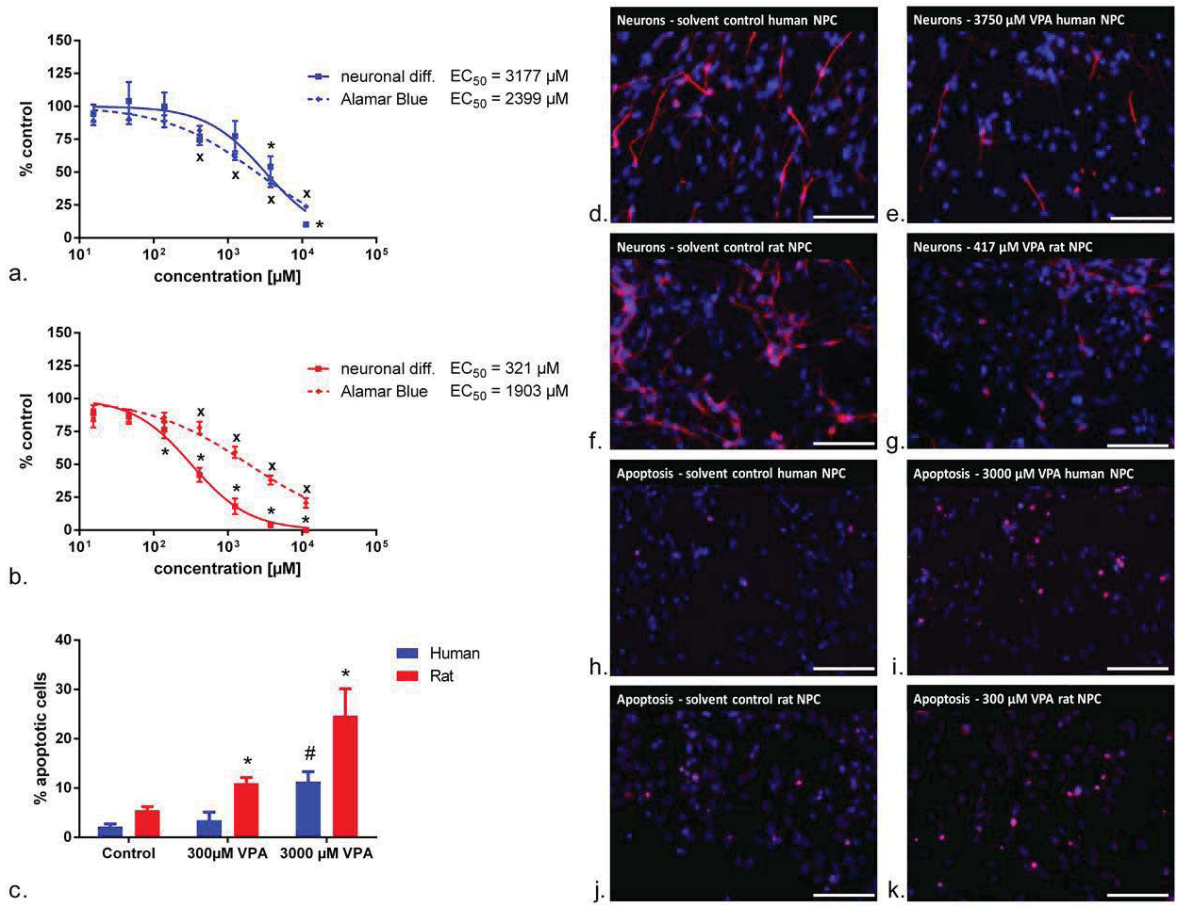 150
125
100
75
50
25
0
% control
10¹ 10² 10³ 10⁴ 10⁵
concentration [µM]
neuronal diff. EC₅₀ = 3177 µM
Alamar Blue EC₅₀ = 2399 µM
x x x x
* *
a.
150
125
100
75
50
25
0
% control
10¹ 10² 10³ 10⁴ 10⁵
concentration [µM]
neuronal diff. EC₅₀ = 321 µM
Alamar Blue EC₅₀ = 1903 µM
x x x x
* * * * *
b.
40
30
20
10
0
% apoptotic cells
Human
Rat
* # *
Control 300µM VPA 3000 µM VPA
c.
Neurons - solvent control human NPC
d.
Neurons - 3750 µM VPA human NPC
e.
Neurons - solvent control rat NPC
f.
Neurons - 417 µM VPA rat NPC
g.
Apoptosis - solvent control human NPC
h.
Apoptosis - 3000 µM VPA human NPC
i.
Apoptosis - solvent control rat NPC
j.
Apoptosis - 300 µM VPA rat NPC
k.